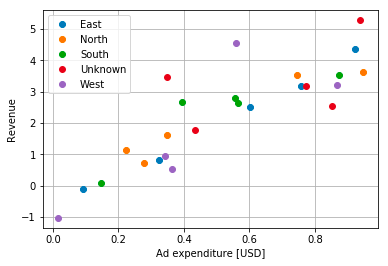 East
North
South
Unknown
West
5
4
3
2
1
0
−1
Revenue
0.0 0.2 0.4 0.6 0.8
Ad expenditure [USD]